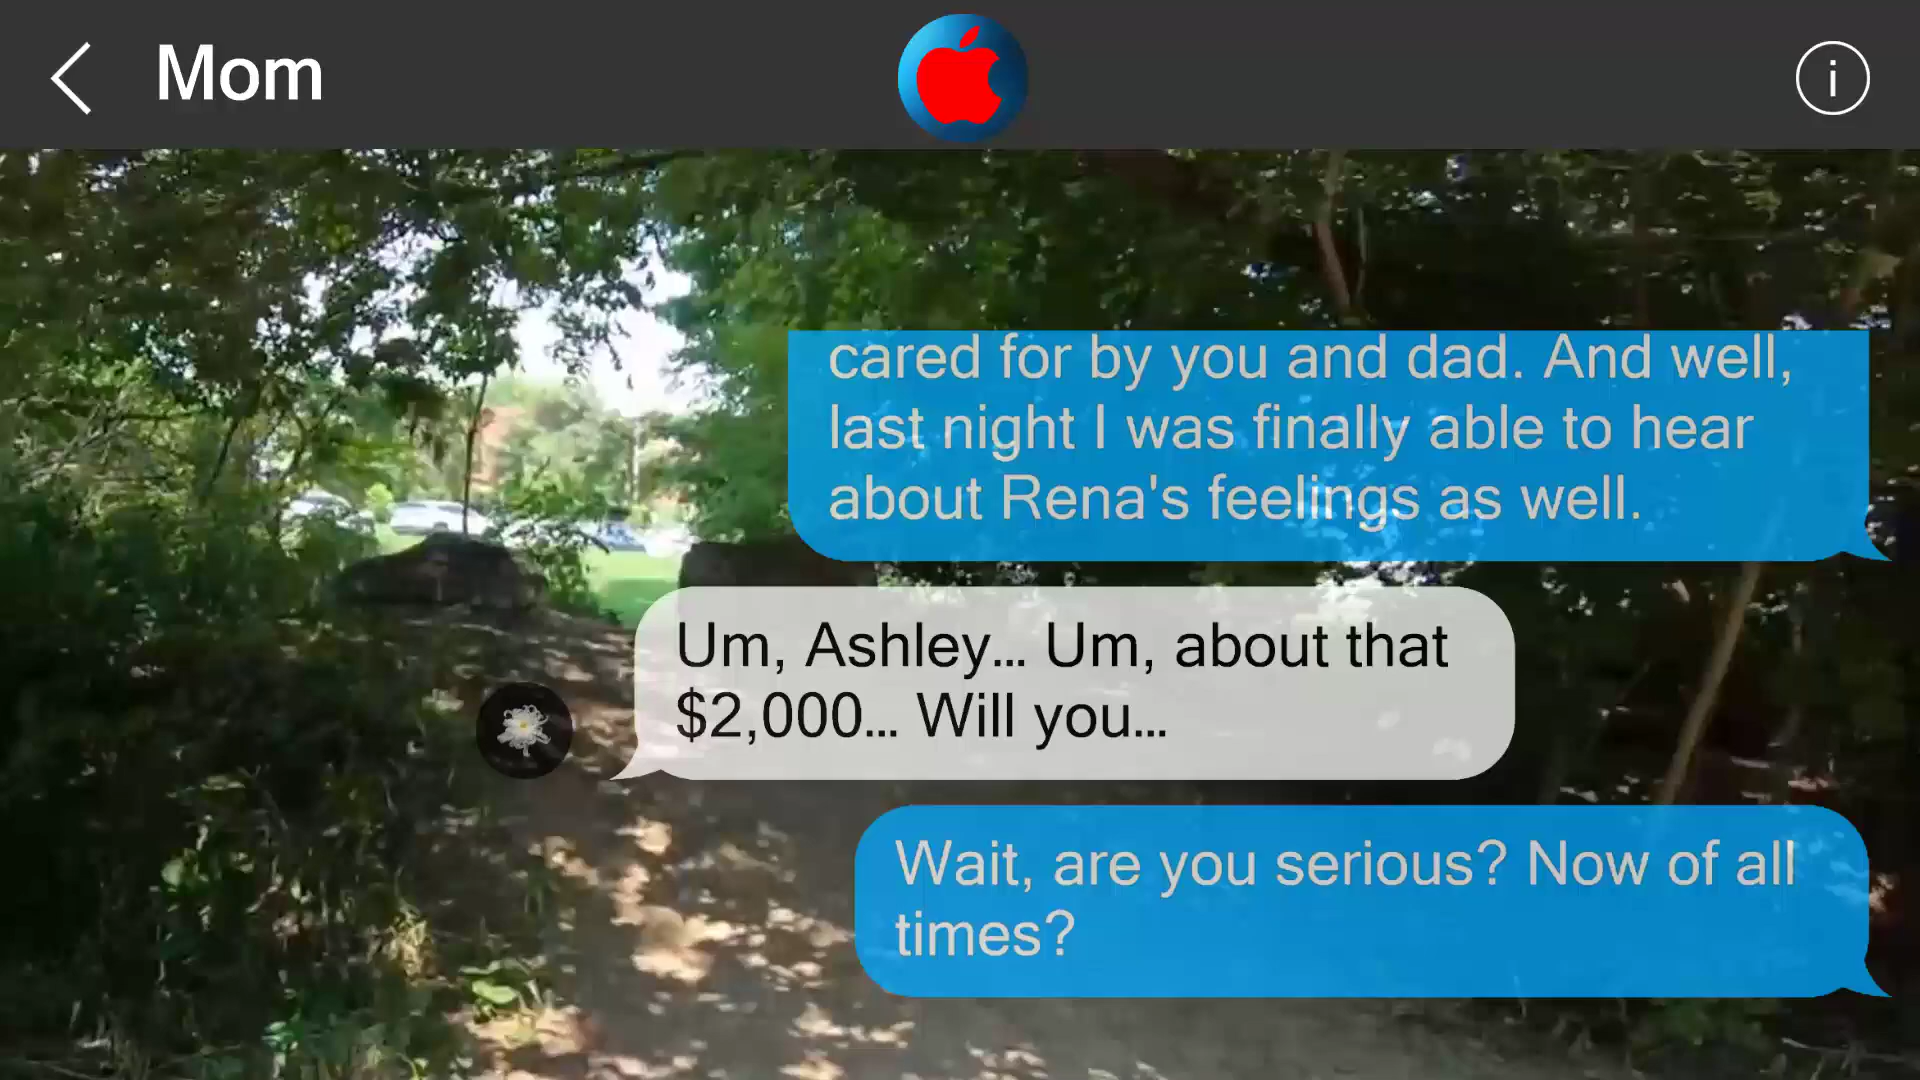 Mom
i
cared for by you and dad. And well,
last night I was finally able to hear
about Rena's feelings as well.
Um, Ashley... Um, about that
$2,000... Will you...
Wait, are you serious? Now of all
times?